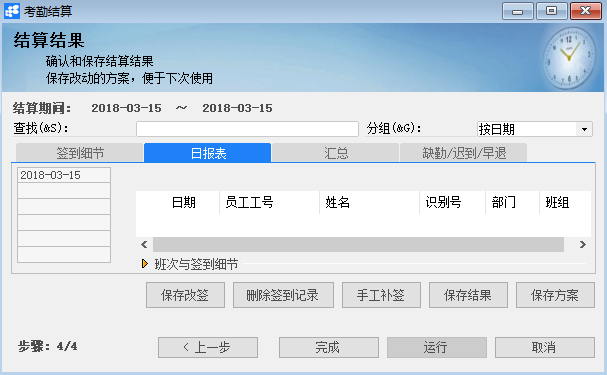 考勤结算
结算结果
确认和保存结算结果
保存改动的方案，便于下次使用
结算期间： 2018-03-15 ～ 2018-03-15
查找(&S)： 分组(&G)： 按日期
签到细节 日报表 汇总 缺勤/迟到/早退
2018-03-15
日期 员工工号 姓名 识别号 部门 班组
班次与签到细节
保存改签 删除签到记录 手工补签 保存结果 保存方案
步骤：4/4 < 上一步 完成 运行 取消